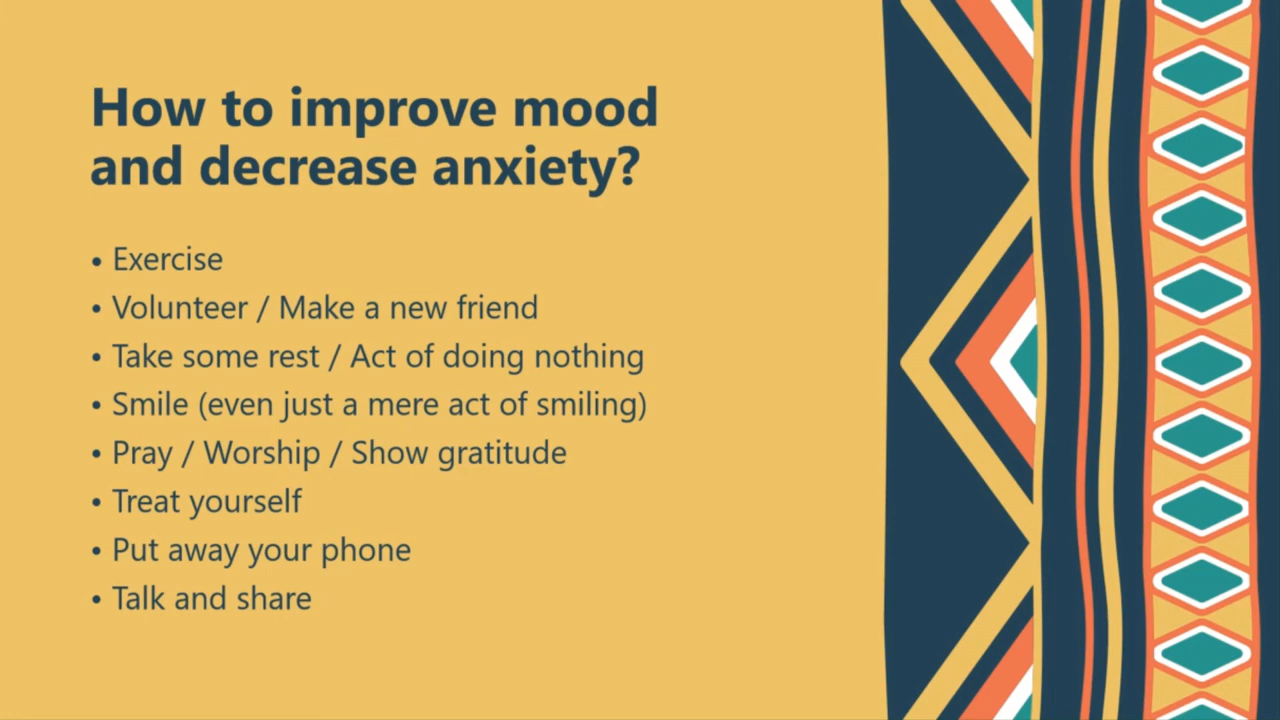 How to improve mood
and decrease anxiety?
• Exercise
• Volunteer / Make a new friend
• Take some rest / Act of doing nothing
• Smile (even just a mere act of smiling)
• Pray / Worship / Show gratitude
• Treat yourself
• Put away your phone
• Talk and share